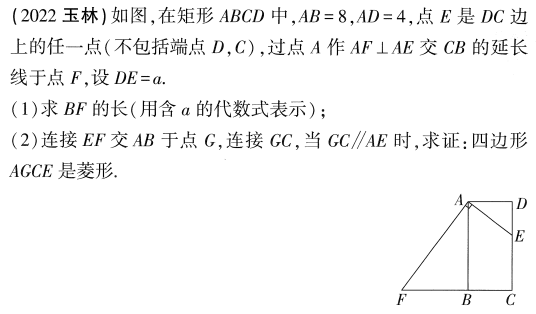 (2022 玉林)如图,在矩形 ABCD 中,AB=8,AD=4,点 E 是 DC 边
上的任一点(不包括端点 D,C),过点 A 作 AF⊥AE 交 CB 的延长
线于点 F,设 DE=a.
(1)求 BF 的长(用含 a 的代数式表示);
(2)连接 EF 交 AB 于点 G,连接 GC,当 GC∥AE 时,求证:四边形
AGCE 是菱形.
A D
E
F B C